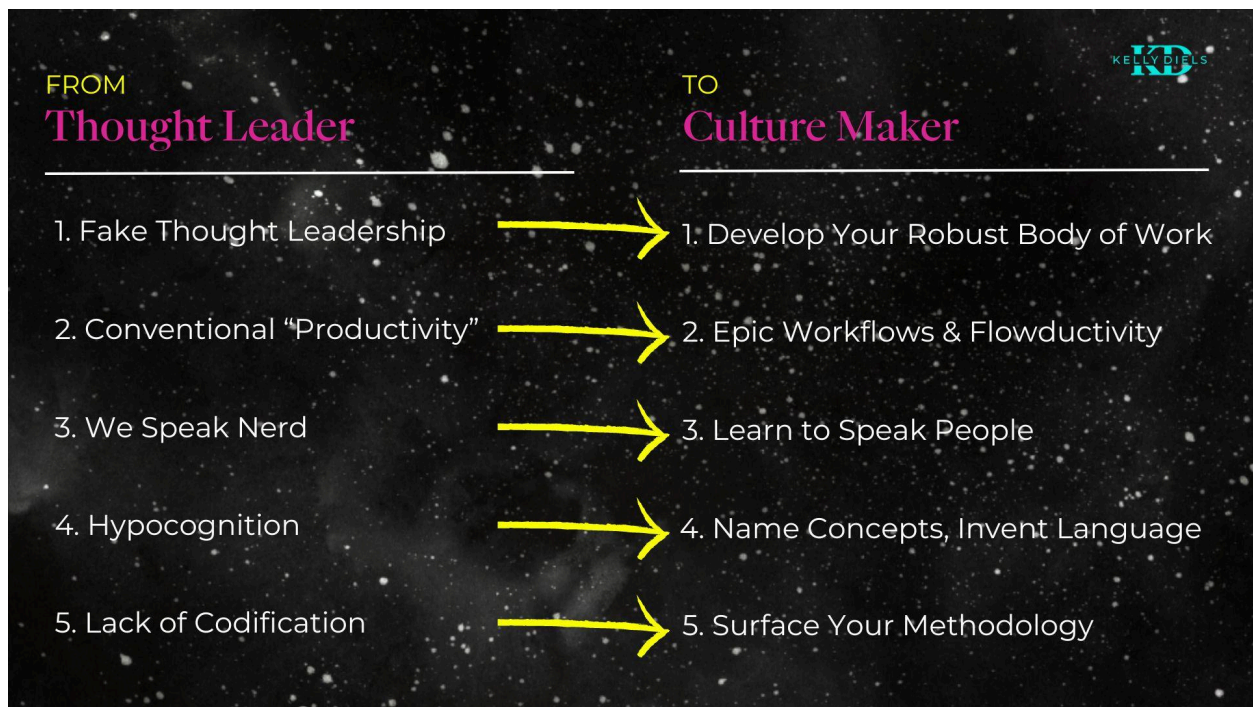 KD
KELLY DIELS
FROM
Thought Leader
TO
Culture Maker
1. Fake Thought Leadership
1. Develop Your Robust Body of Work
2. Conventional “Productivity”
2. Epic Workflows & Flowductivity
3. We Speak Nerd
3. Learn to Speak People
4. Hypocognition
4. Name Concepts, Invent Language
5. Lack of Codification
5. Surface Your Methodology